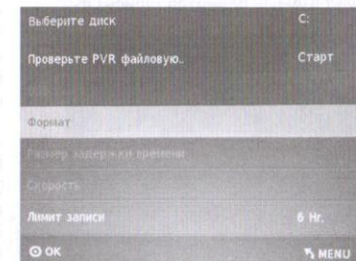 Выберите диск C:
Проверьте PVR файловую.. Старт
Формат
Размер задержки времени
Скорость
Лимит записи 6 Hr.
OK MENU